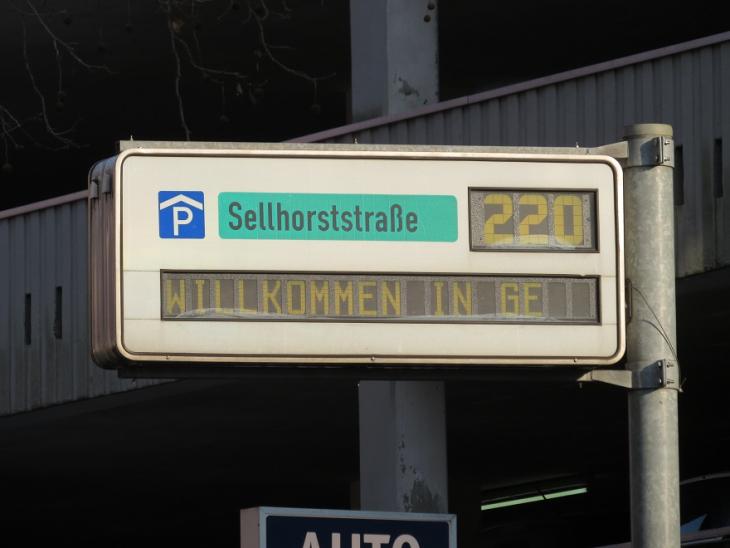 P Sellhorststraße 220
WILLKOMMEN IN GE
AUTO